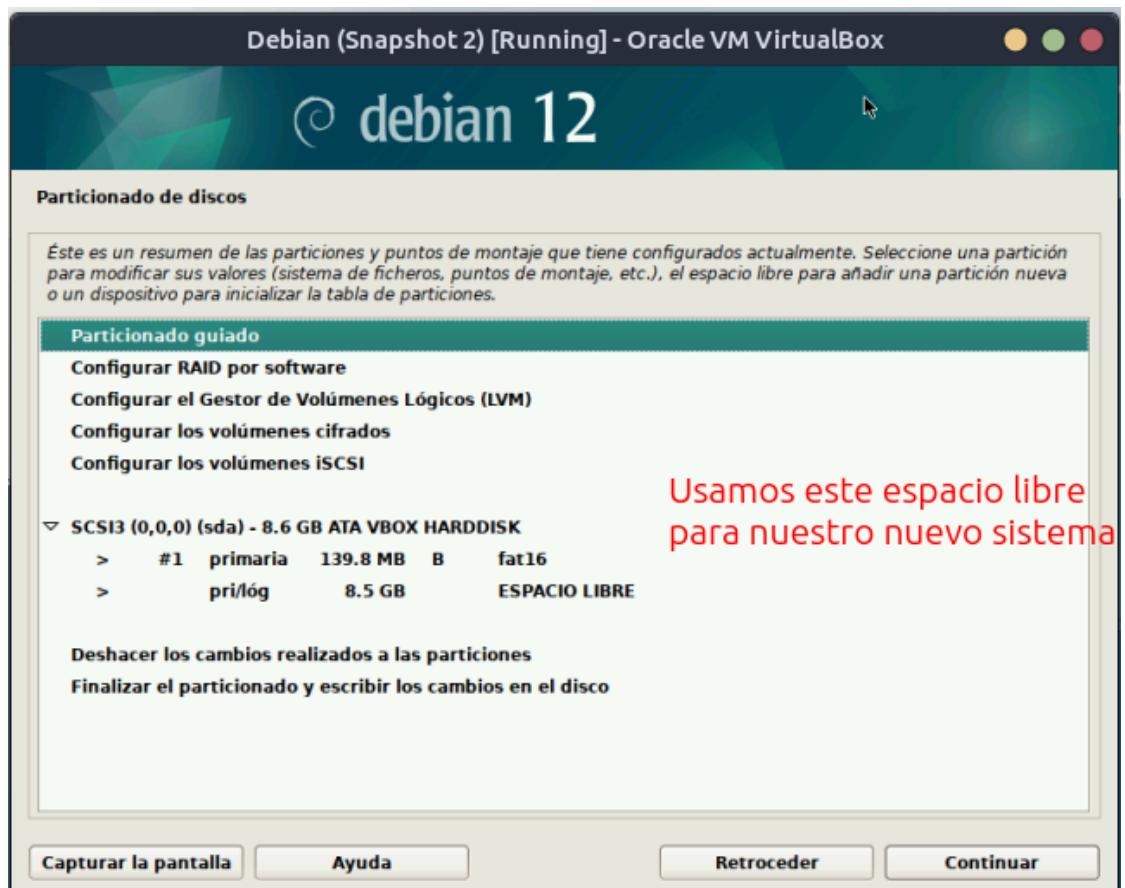 Debian (Snapshot 2) [Running] - Oracle VM VirtualBox
debian 12
Particionado de discos
Éste es un resumen de las particiones y puntos de montaje que tiene configurados actualmente. Seleccione una partición
para modificar sus valores (sistema de ficheros, puntos de montaje, etc.), el espacio libre para añadir una partición nueva
o un dispositivo para inicializar la tabla de particiones.
Particionado guiado
Configurar RAID por software
Configurar el Gestor de Volúmenes Lógicos (LVM)
Configurar los volúmenes cifrados
Configurar los volúmenes iSCSI
Usamos este espacio libre
para nuestro nuevo sistema
SCSI3 (0,0,0) (sda) - 8.6 GB ATA VBOX HARDDISK
> #1 primaria 139.8 MB B fat16
> pri/lóg 8.5 GB ESPACIO LIBRE
Deshacer los cambios realizados a las particiones
Finalizar el particionado y escribir los cambios en el disco
Capturar la pantalla Ayuda Retroceder Continuar